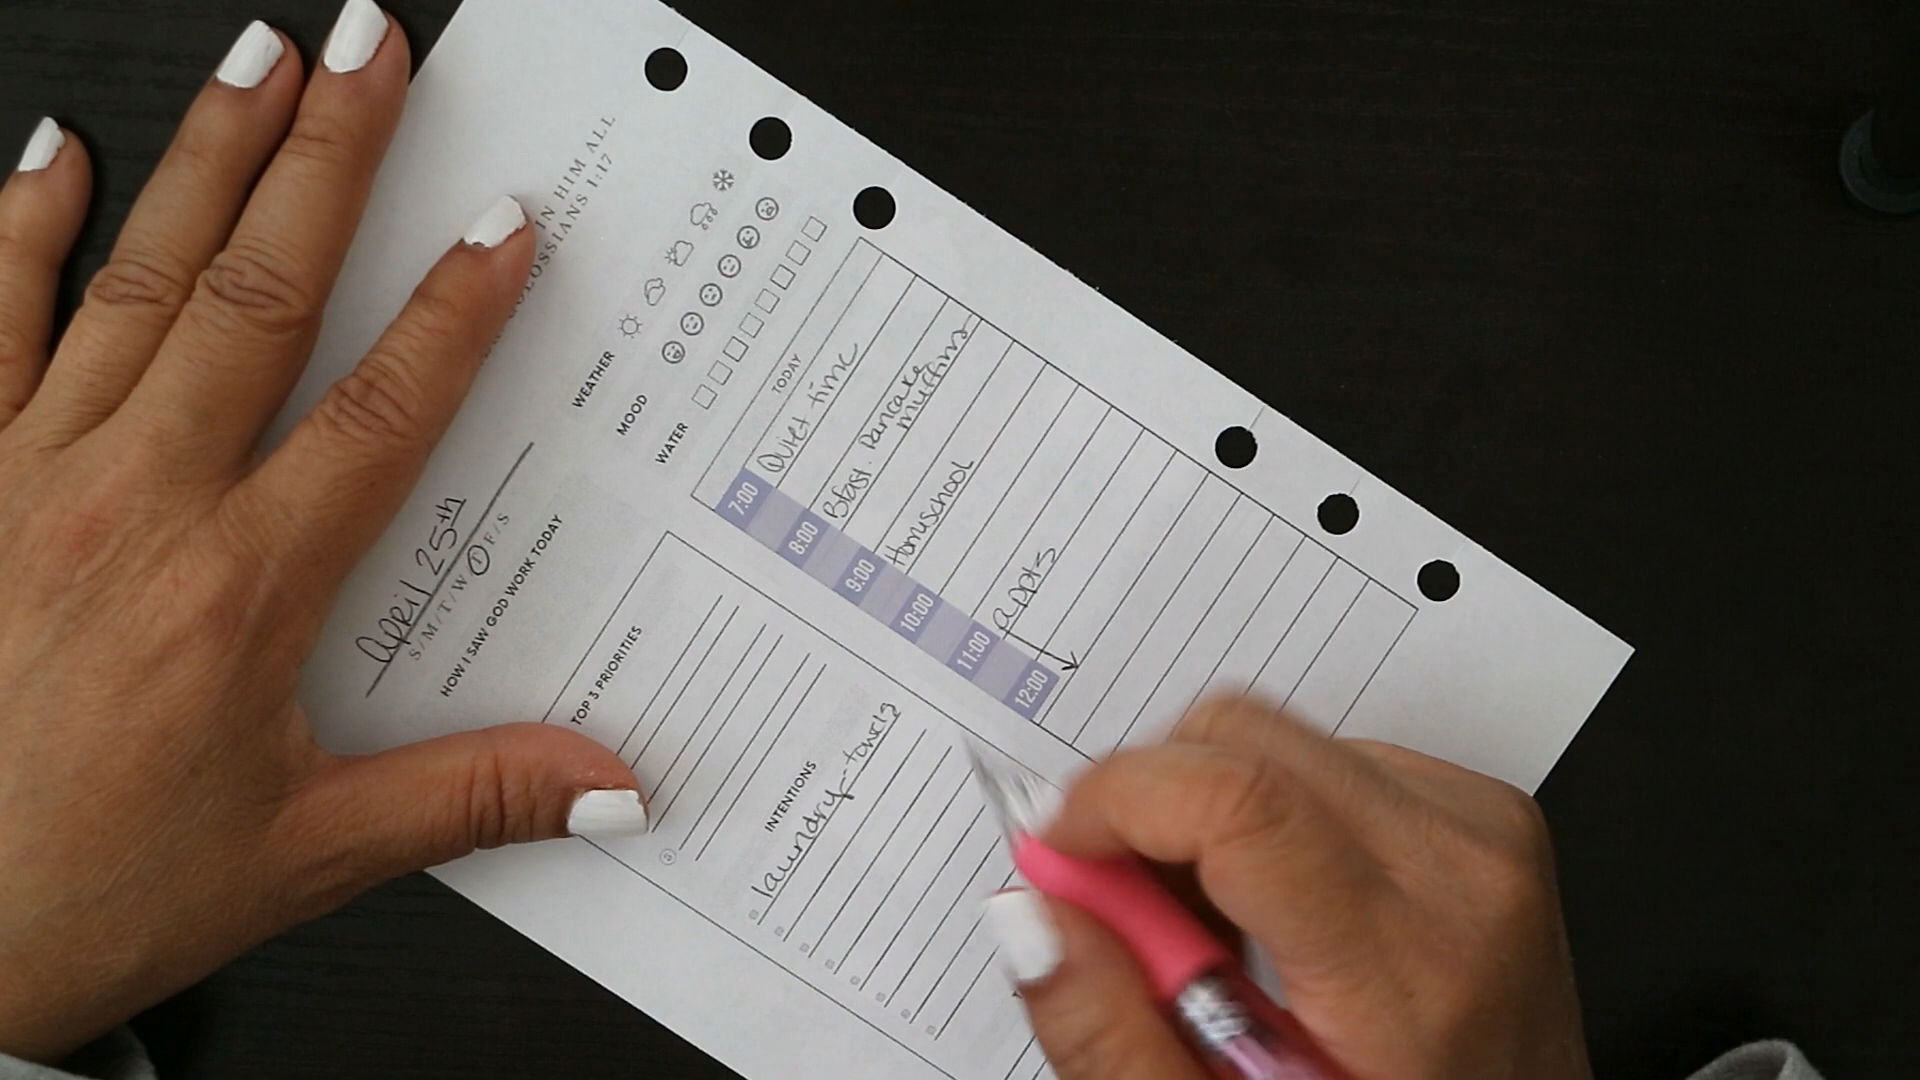 IN HIM ALL
COLOSSIANS 1:17
April 25th
S/M/T/W T F/S
HOW I SAW GOD WORK TODAY
WEATHER
MOOD
WATER
TOP 3 PRIORITIES
3
INTENTIONS
laundry - towels
TODAY
7:00 Quiet time
8:00 Bfast. Pancake
muffins
9:00 Homeschool
10:00
11:00 appts
12:00